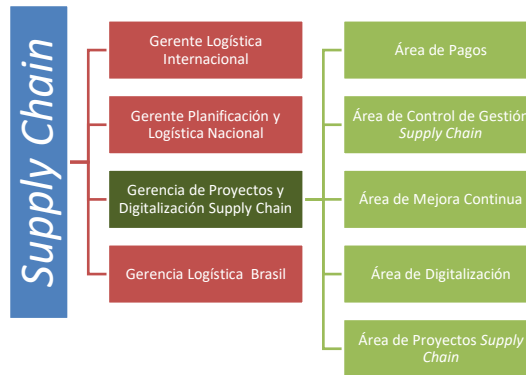 Supply Chain
Gerente Logística
Internacional
Gerente Planificación y
Logística Nacional
Gerencia de Proyectos y
Digitalización Supply Chain
Gerencia Logística Brasil
Área de Pagos
Área de Control de Gestión
Supply Chain
Área de Mejora Continua
Área de Digitalización
Área de Proyectos Supply
Chain